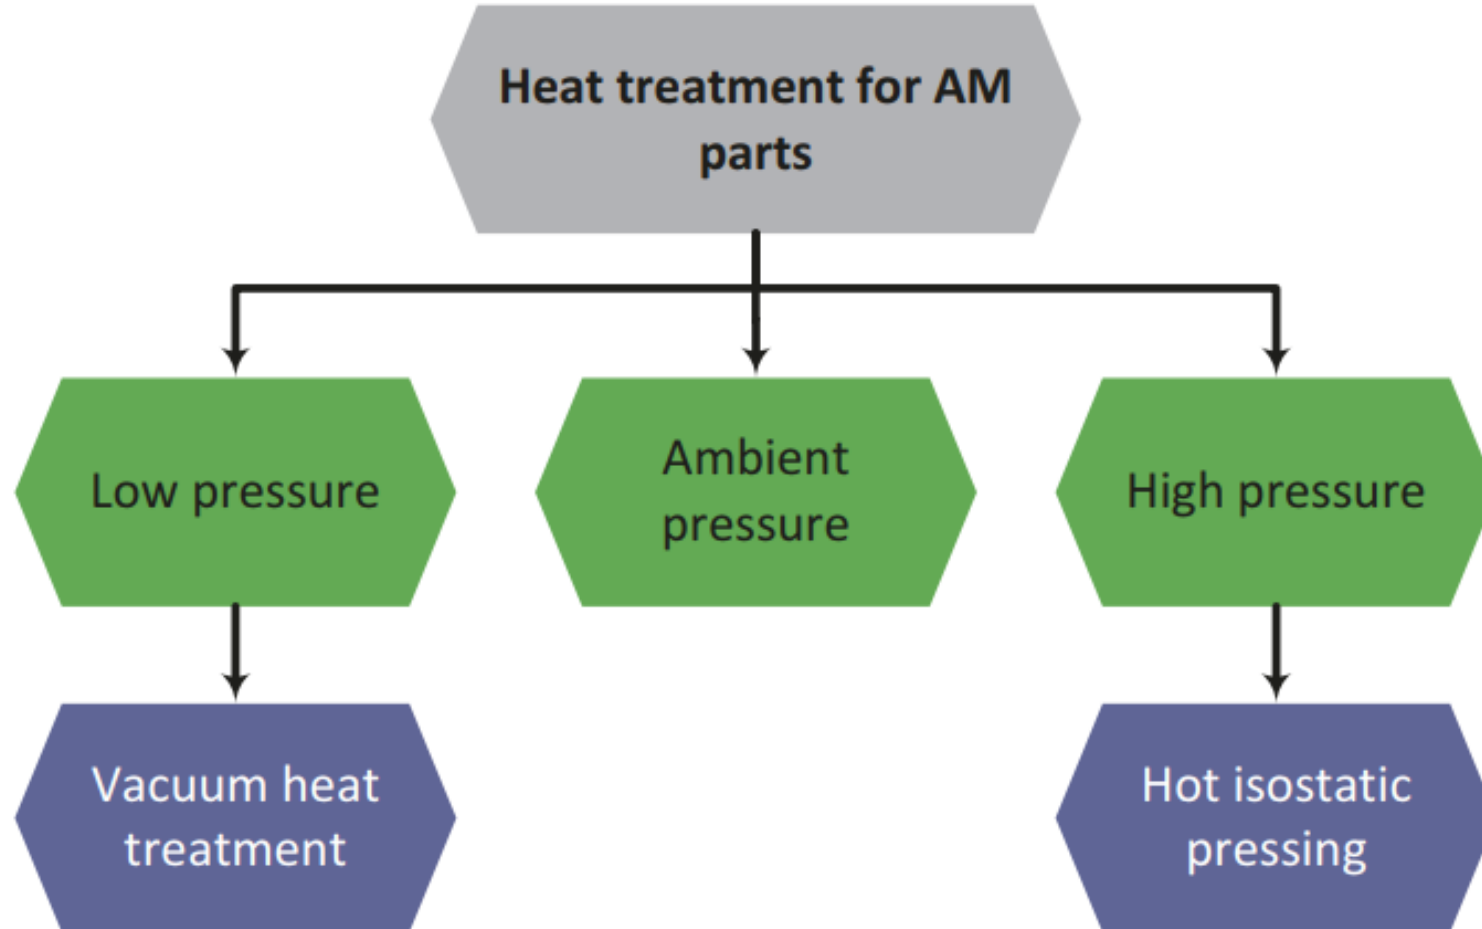 Heat treatment for AM
parts
Low pressure
Ambient
pressure
High pressure
Vacuum heat
treatment
Hot isostatic
pressing